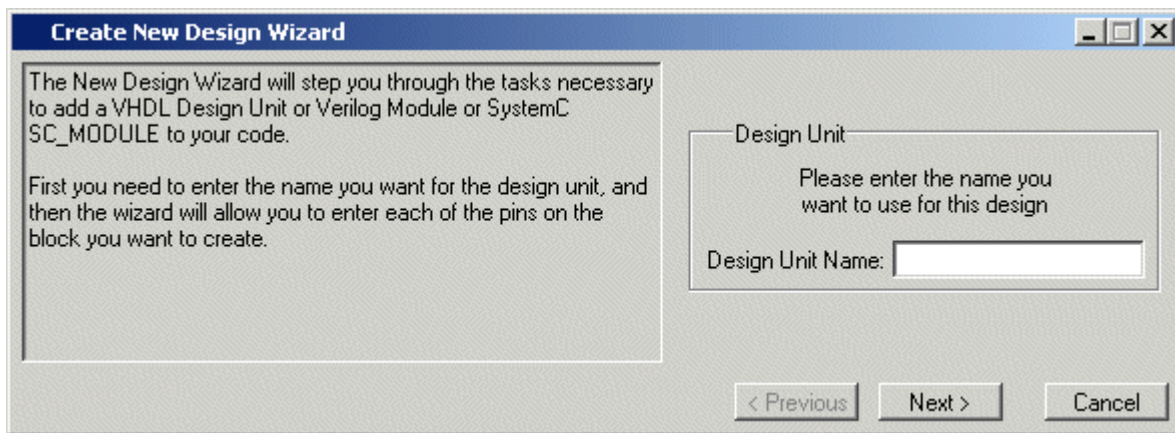 Create New Design Wizard
The New Design Wizard will step you through the tasks necessary
to add a VHDL Design Unit or Verilog Module or SystemC
SC_MODULE to your code.
First you need to enter the name you want for the design unit, and
then the wizard will allow you to enter each of the pins on the
block you want to create.
Design Unit
Please enter the name you
want to use for this design
Design Unit Name:
< Previous
Next >
Cancel